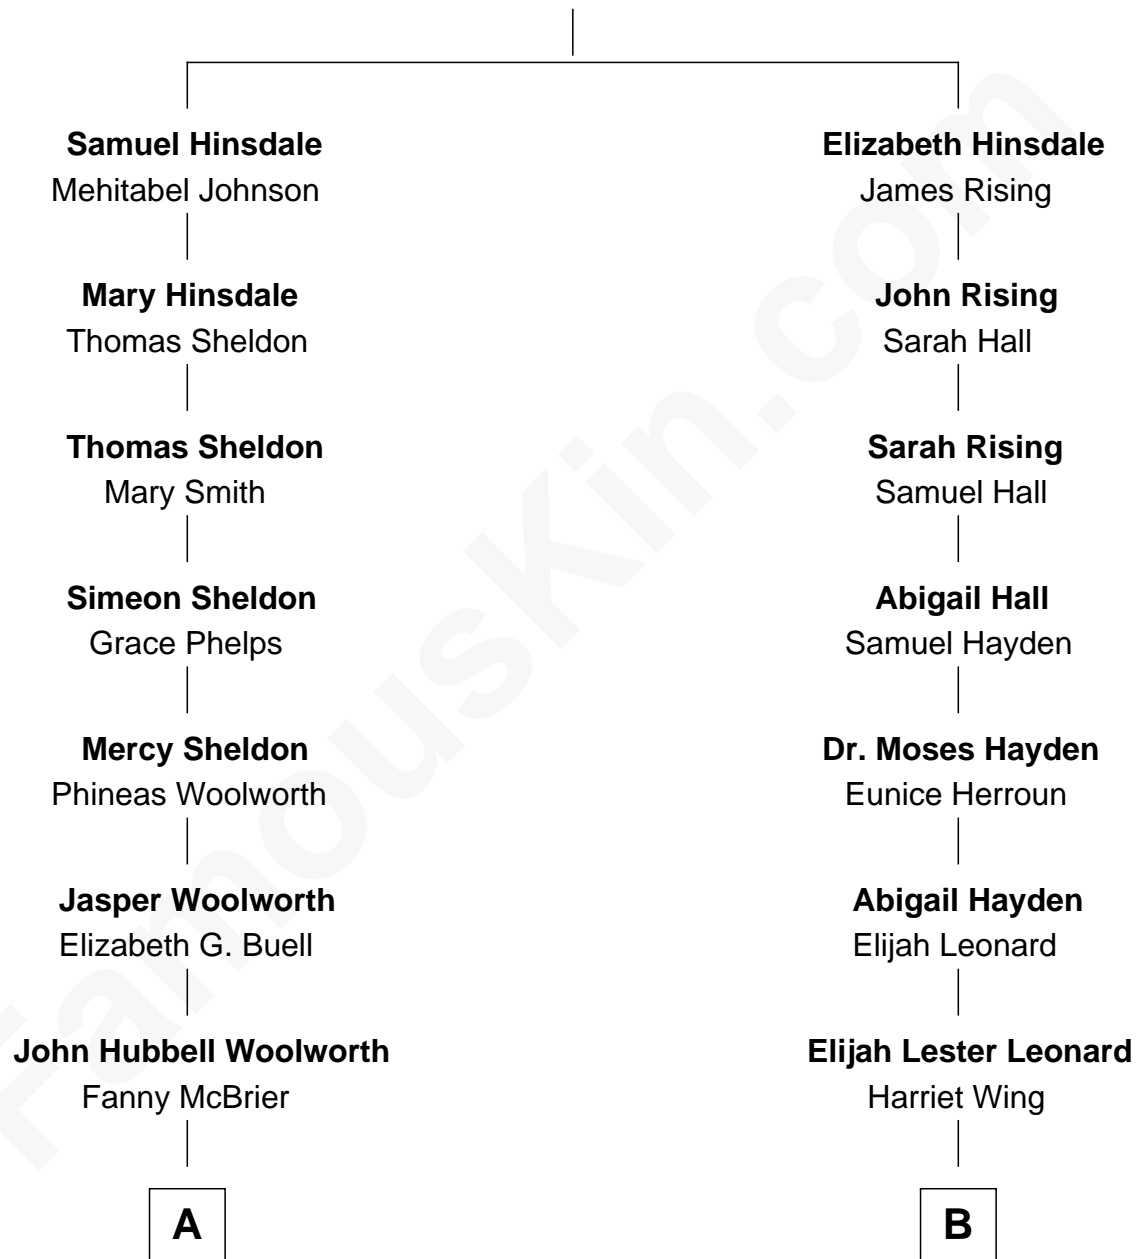 Samuel Hinsdale
Mehitabel Johnson
Mary Hinsdale
Thomas Sheldon
Thomas Sheldon
Mary Smith
Simeon Sheldon
Grace Phelps
Mercy Sheldon
Phineas Woolworth
Jasper Woolworth
Elizabeth G. Buell
John Hubbell Woolworth
Fanny McBrier
A
Elizabeth Hinsdale
James Rising
John Rising
Sarah Hall
Sarah Rising
Samuel Hall
Abigail Hall
Samuel Hayden
Dr. Moses Hayden
Eunice Herroun
Abigail Hayden
Elijah Leonard
Elijah Lester Leonard
Harriet Wing
B
FamousKin.com